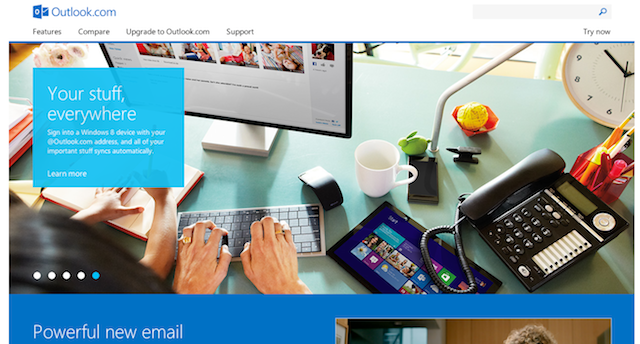 Outlook.com
Features Compare Upgrade to Outlook.com Support Try now
Your stuff,
everywhere
Sign into a Windows 8 device with your
@Outlook.com address, and all of your
important stuff syncs automatically.
Learn more
Start
Powerful new email